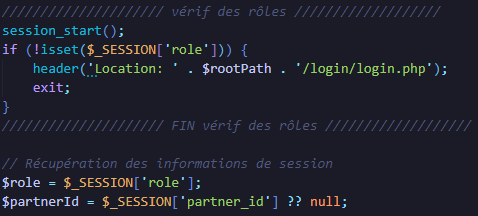 ///////////////////// vérif des rôles ///////////////////
session_start();
if (!isset($_SESSION['role'])) {
    header('Location: ' . $rootPath . '/login/login.php');
    exit;
}
///////////////////// FIN vérif des rôles ///////////////////

// Récupération des informations de session
$role = $_SESSION['role'];
$partnerId = $_SESSION['partner_id'] ?? null;